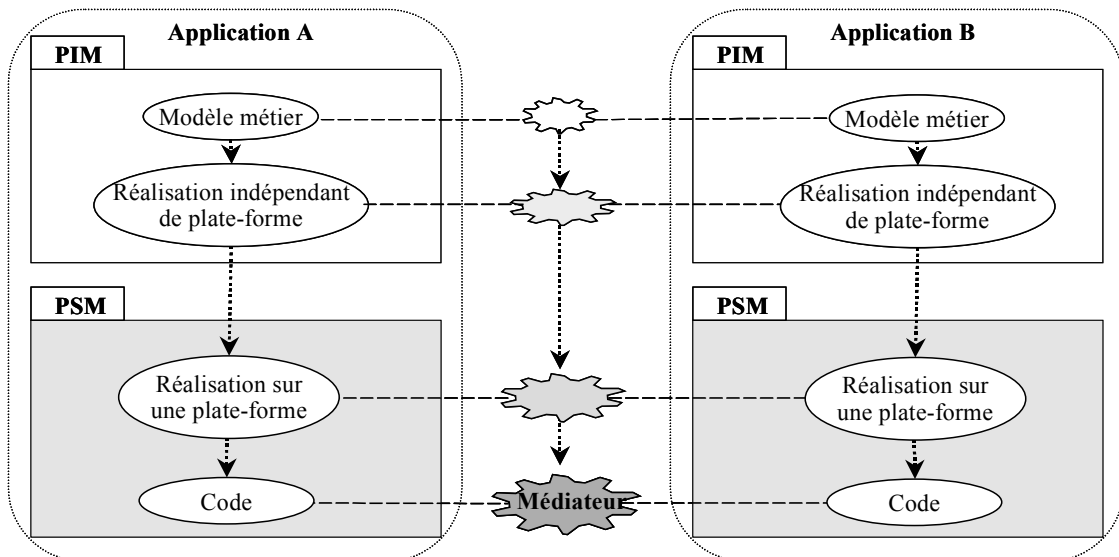 Application A
PIM
Modèle métier
Réalisation indépendant
de plate-forme
PSM
Réalisation sur
une plate-forme
Code
Médiateur
Application B
PIM
Modèle métier
Réalisation indépendant
de plate-forme
PSM
Réalisation sur
une plate-forme
Code